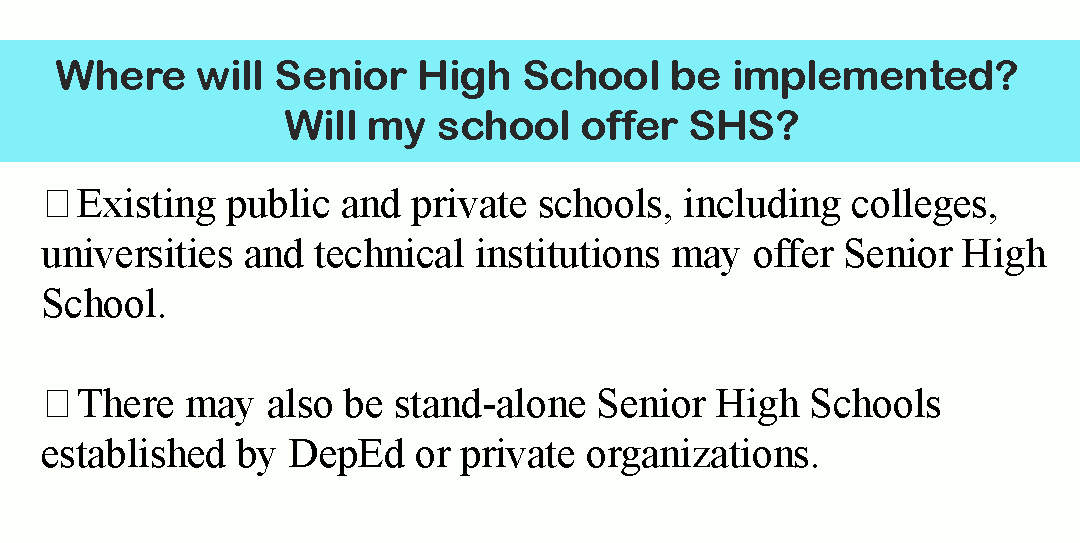 Where will Senior High School be implemented?
Will my school offer SHS?
□Existing public and private schools, including colleges,
universities and technical institutions may offer Senior High
School.
□There may also be stand-alone Senior High Schools
established by DepEd or private organizations.